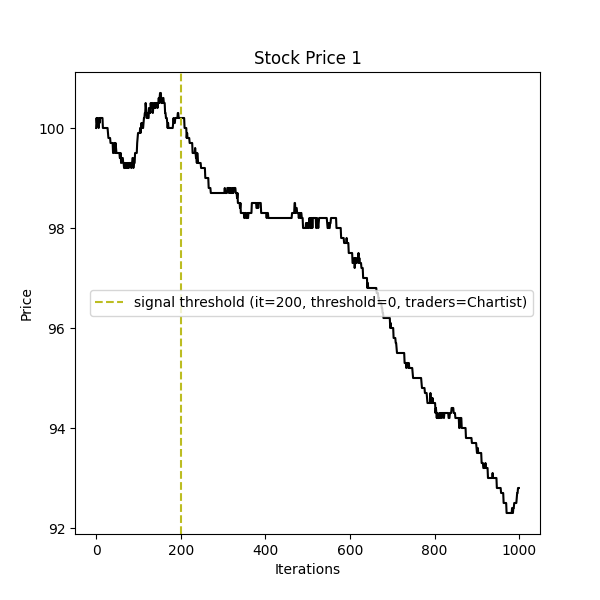 Stock Price 1
100
98
96
94
92
Price
signal threshold (it=200, threshold=0, traders=Chartist)
0 200 400 600 800 1000
Iterations